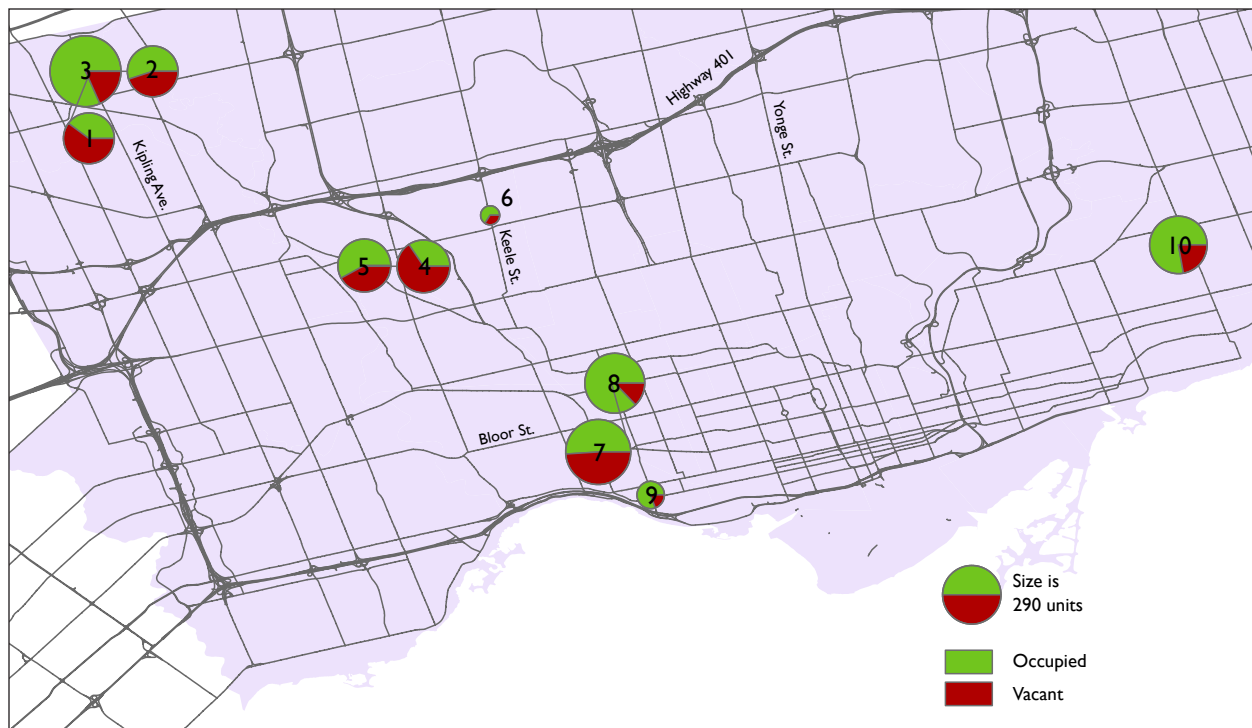 Highway 401
3
2
Yonge St.
1
Kipling Ave.
6
Keele St.
10
5
4
8
Bloor St.
7
9
Size is
290 units
Occupied
Vacant